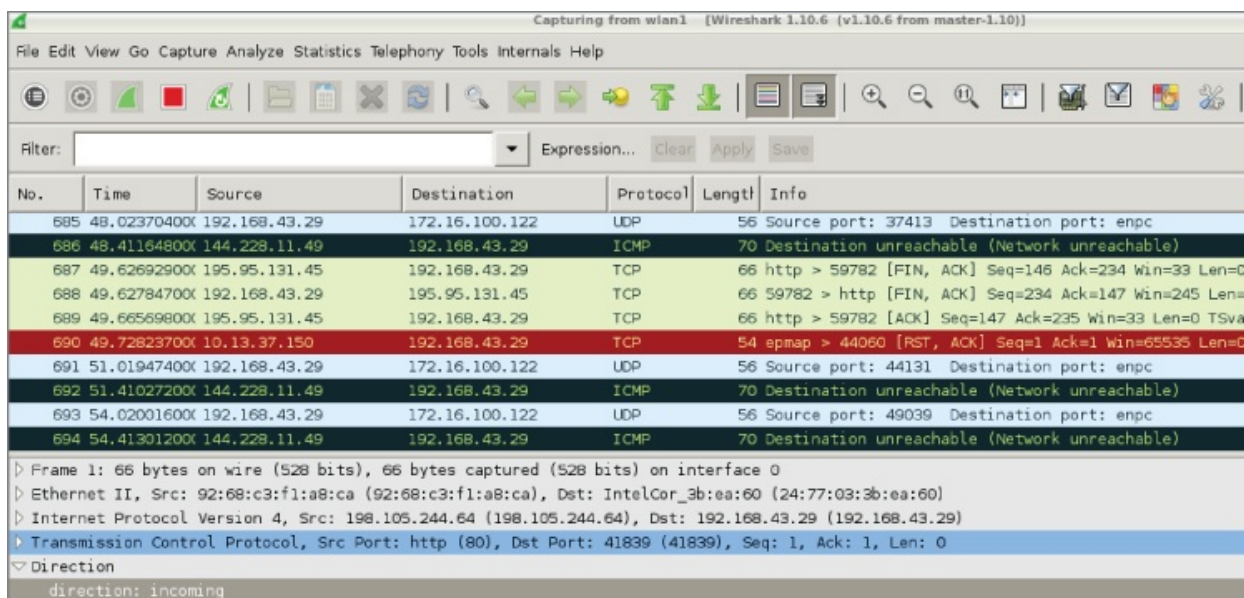 Capturing from wlan1 [Wireshark 1.10.6 (v1.10.6 from master-1.10)]
File Edit View Go Capture Analyze Statistics Telephony Tools Internals Help
Filter: Expression... Clear Apply Save
No. Time Source Destination Protocol Length Info
685 48.023704000 192.168.43.29 172.16.100.122 UDP 56 Source port: 37413 Destination port: enpc
686 48.411648000 144.228.11.49 192.168.43.29 ICMP 70 Destination unreachable (Network unreachable)
687 49.626929000 195.95.131.45 192.168.43.29 TCP 66 http > 59782 [FIN, ACK] Seq=146 Ack=234 Win=33 Len=0
688 49.627847000 192.168.43.29 195.95.131.45 TCP 66 59782 > http [FIN, ACK] Seq=234 Ack=147 Win=245 Len=
689 49.665698000 195.95.131.45 192.168.43.29 TCP 66 http > 59782 [ACK] Seq=147 Ack=235 Win=33 Len=0 TSva
690 49.728237000 10.13.37.150 192.168.43.29 TCP 54 epmap > 44060 [RST, ACK] Seq=1 Ack=1 Win=65535 Len=0
691 51.019474000 192.168.43.29 172.16.100.122 UDP 56 Source port: 44131 Destination port: enpc
692 51.410272000 144.228.11.49 192.168.43.29 ICMP 70 Destination unreachable (Network unreachable)
693 54.020016000 192.168.43.29 172.16.100.122 UDP 56 Source port: 49039 Destination port: enpc
694 54.413012000 144.228.11.49 192.168.43.29 ICMP 70 Destination unreachable (Network unreachable)
Frame 1: 66 bytes on wire (528 bits), 66 bytes captured (528 bits) on interface 0
Ethernet II, Src: 92:68:c3:f1:a8:ca (92:68:c3:f1:a8:ca), Dst: IntelCor_3b:ea:60 (24:77:03:3b:ea:60)
Internet Protocol Version 4, Src: 198.105.244.64 (198.105.244.64), Dst: 192.168.43.29 (192.168.43.29)
Transmission Control Protocol, Src Port: http (80), Dst Port: 41839 (41839), Seq: 1, Ack: 1, Len: 0
Direction
direction: incoming